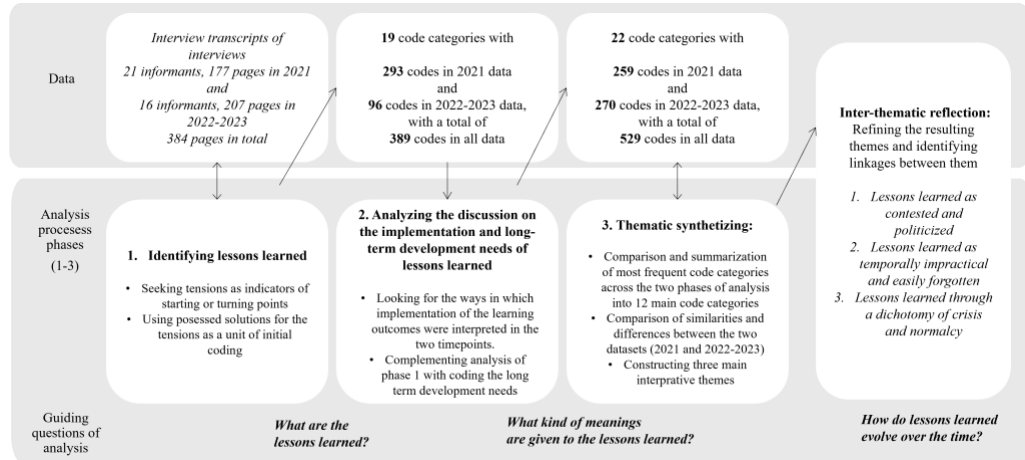 Data
Interview transcripts of
interviews
21 informants, 177 pages in 2021
and
16 informants, 207 pages in
2022-2023
384 pages in total
19 code categories with
293 codes in 2021 data
and
96 codes in 2022-2023 data,
with a total of
389 codes in all data
22 code categories with
259 codes in 2021 data
and
270 codes in 2022-2023 data,
with a total of
529 codes in all data
Inter-thematic reflection:
Refining the resulting
themes and identifying
linkages between them
1. Lessons learned as
contested and
politicized
2. Lessons learned as
temporally impractical
and easily forgotten
3. Lessons learned through
a dichotomy of crisis
and normalcy
Analysis
procesess
phases
(1-3)
1. Identifying lessons learned
• Seeking tensions as indicators of
starting or turning points
• Using posessed solutions for the
tensions as a unit of initial
coding
2. Analyzing the discussion on
the implementation and long-
term development needs of
lessons learned
• Looking for the ways in which
implementation of the learning
outcomes were interpreted in the
two timepoints.
• Complementing analysis of
phase 1 with coding the long
term development needs
3. Thematic synthetizing:
• Comparison and summarization
of most frequent code categories
across the two phases of analysis
into 12 main code categories
• Comparison of similarities and
differences between the two
datasets (2021 and 2022-2023)
• Constructing three main
interprative themes
Guiding
questions of
analysis
What are the
lessons learned?
What kind of meanings
are given to the lessons learned?
How do lessons learned
evolve over the time?